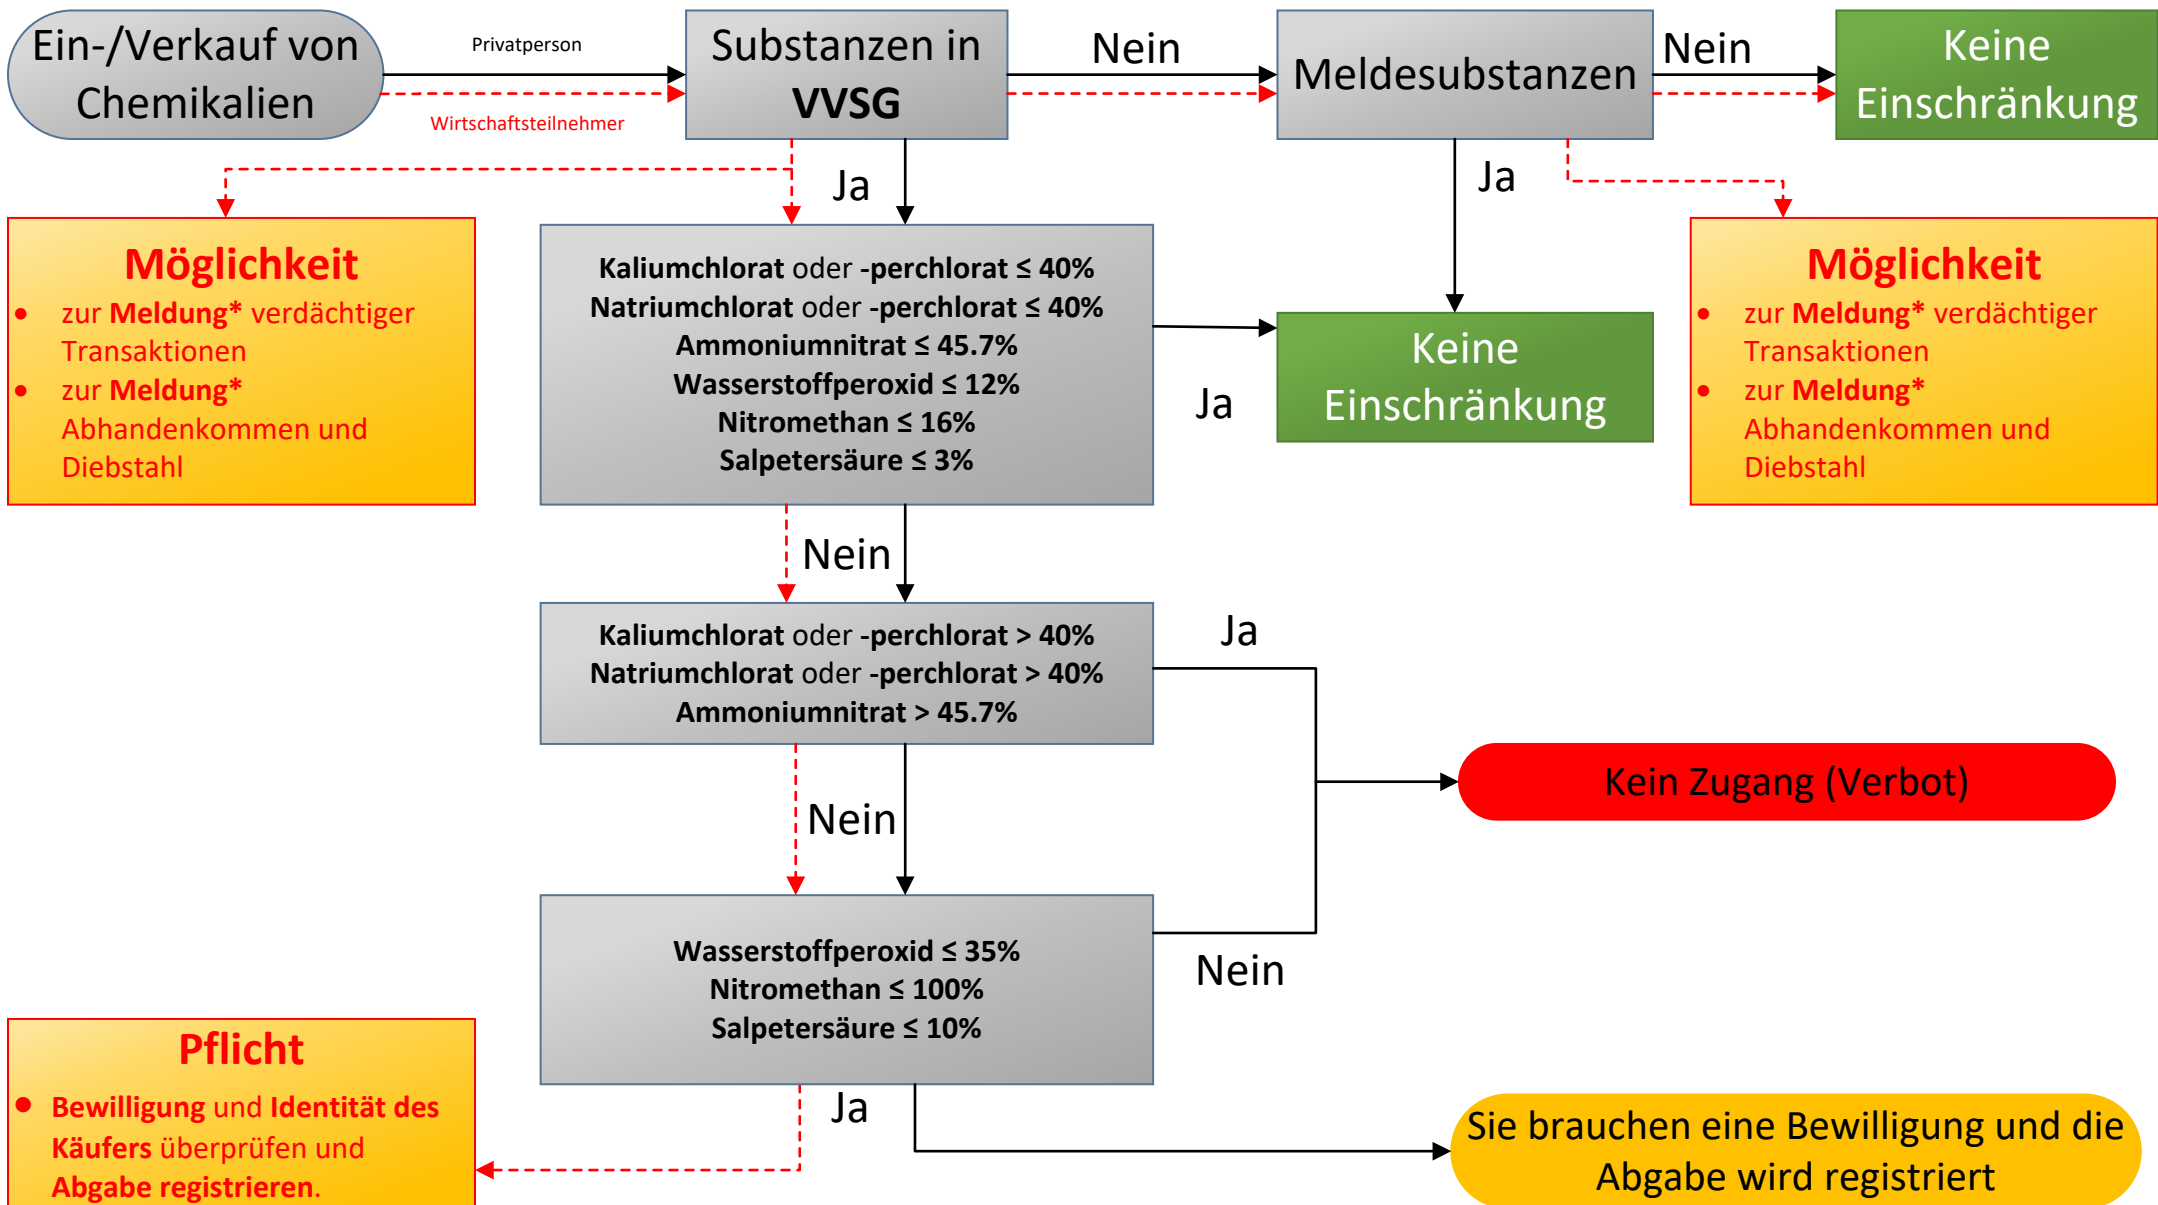 Ein-/Verkauf von
Chemikalien
Privatperson
Wirtschaftsteilnehmer
Substanzen in
VVSG
Nein
Meldesubstanzen
Nein
Keine
Einschränkung
Ja
Ja
Möglichkeit
• zur Meldung* verdächtiger
Transaktionen
• zur Meldung*
Abhandenkommen und
Diebstahl
Kaliumchlorat oder -perchlorat ≤ 40%
Natriumchlorat oder -perchlorat ≤ 40%
Ammoniumnitrat ≤ 45.7%
Wasserstoffperoxid ≤ 12%
Nitromethan ≤ 16%
Salpetersäure ≤ 3%
Ja
Keine
Einschränkung
Möglichkeit
• zur Meldung* verdächtiger
Transaktionen
• zur Meldung*
Abhandenkommen und
Diebstahl
Nein
Kaliumchlorat oder -perchlorat > 40%
Natriumchlorat oder -perchlorat > 40%
Ammoniumnitrat > 45.7%
Ja
Kein Zugang (Verbot)
Nein
Wasserstoffperoxid ≤ 35%
Nitromethan ≤ 100%
Salpetersäure ≤ 10%
Nein
Pflicht
• Bewilligung und Identität des
Käufers überprüfen und
Abgabe registrieren.
Ja
Sie brauchen eine Bewilligung und die
Abgabe wird registriert